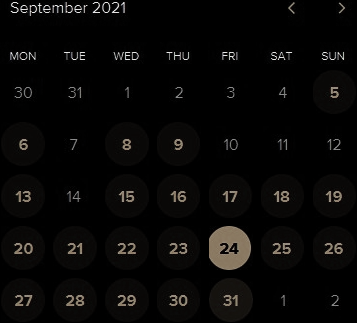 September 2021
MON TUE WED THU FRI SAT SUN
30 31 1 2 3 4 5
6 7 8 9 10 11 12
13 14 15 16 17 18 19
20 21 22 23 24 25 26
27 28 29 30 31 1 2